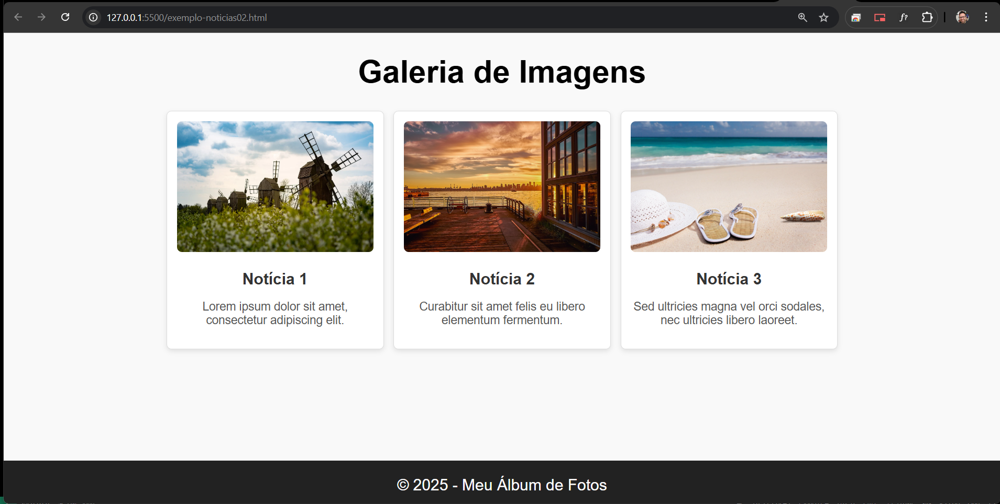 127.0.0.1:5500/exemplo-noticias02.html
f?
Galeria de Imagens
Notícia 1
Lorem ipsum dolor sit amet,
consectetur adipiscing elit.
Notícia 2
Curabitur sit amet felis eu libero
elementum fermentum.
Notícia 3
Sed ultricies magna vel orci sodales,
nec ultricies libero laoreet.
© 2025 - Meu Álbum de Fotos